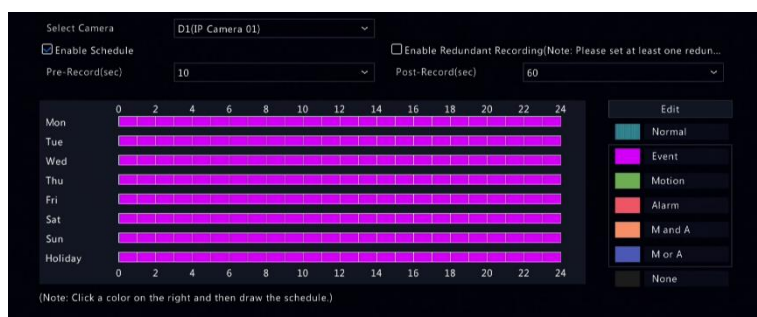 Select Camera D1(IP Camera 01)
Enable Schedule Enable Redundant Recording(Note: Please set at least one redun...
Pre-Record(sec) 10 Post-Record(sec) 60
0 2 4 6 8 10 12 14 16 18 20 22 24 Edit
Mon
Normal
Tue
Wed Event
Thu Motion
Fri
Alarm
Sat
M and A
Sun
Holiday M or A
0 2 4 6 8 10 12 14 16 18 20 22 24
None
(Note: Click a color on the right and then draw the schedule.)